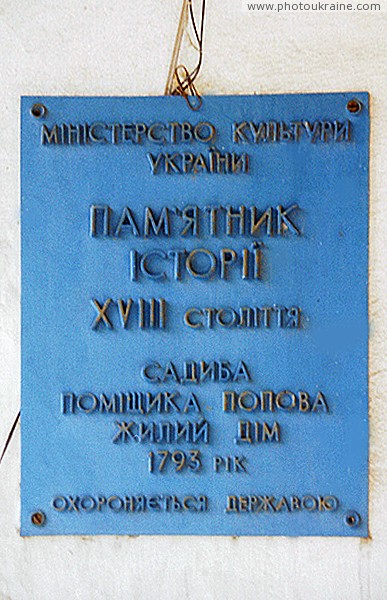 © www.photoukraine.com
МІНІСТЕРСТВО КУЛЬТУРИ
УКРАЇНИ
ПАМ'ЯТНИК
ІСТОРІЇ
XVIII СТОЛІТТЯ
САДИБА
ПОМІЩИКА ПОПОВА
ЖИЛИЙ ДІМ
1793 РІК
ОХОРОНЯЄТЬСЯ ДЕРЖАВОЮ